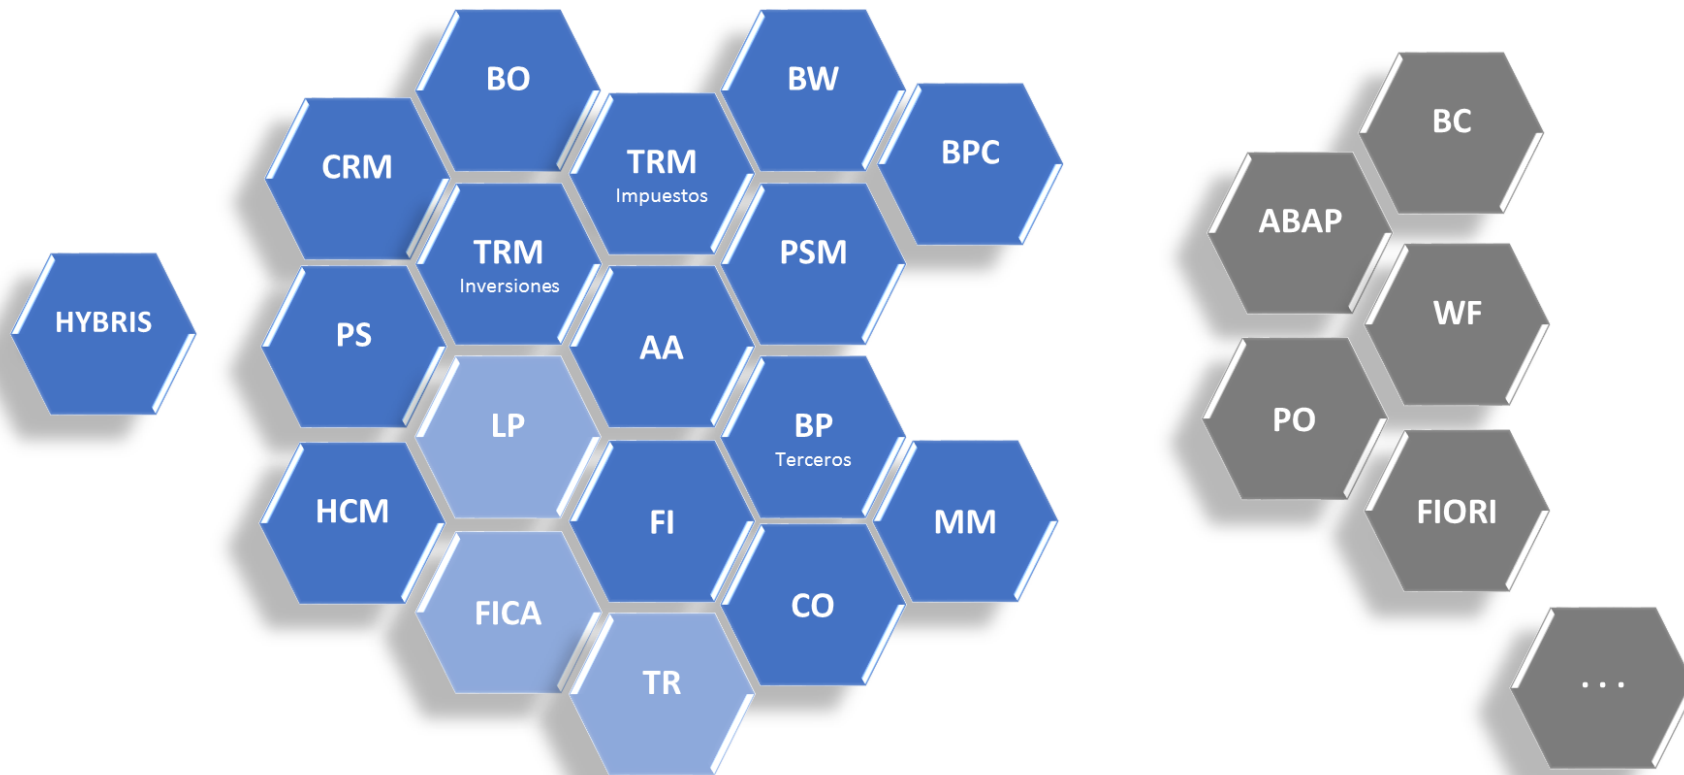 BO
BW
CRM
TRM
Impuestos
BPC
TRM
Inversiones
PSM
HYBRIS
PS
AA
LP
BP
Terceros
HCM
FI
MM
FICA
CO
TR
BC
ABAP
WF
PO
FIORI
...